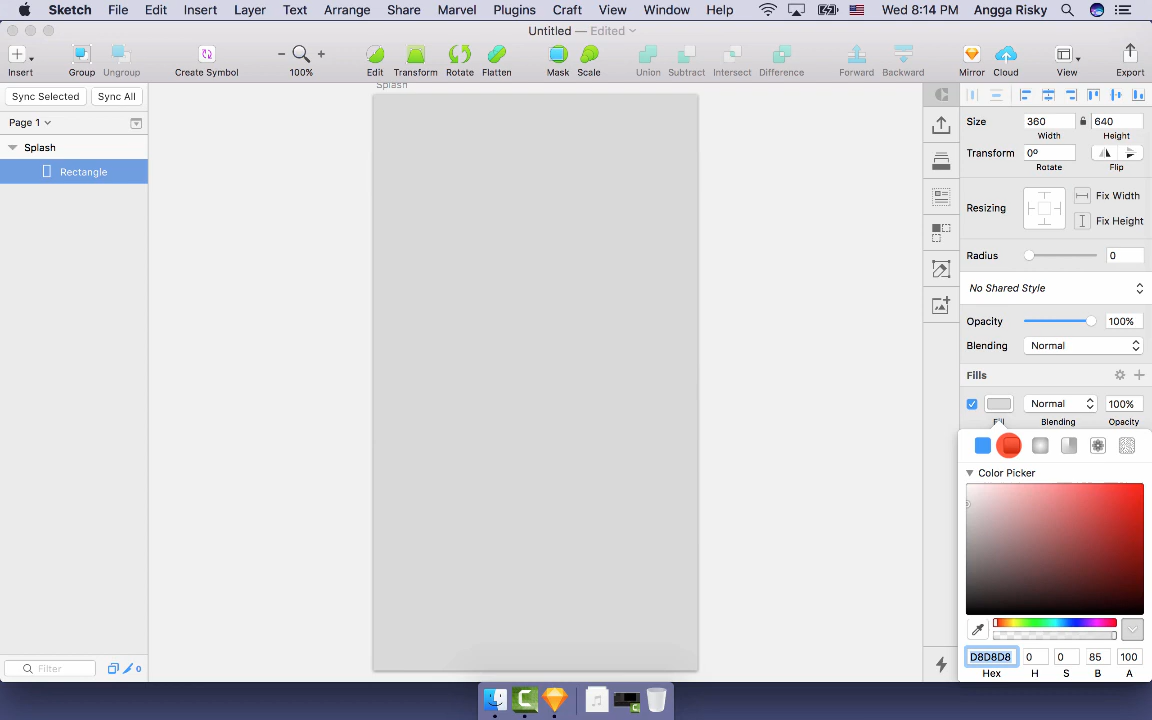 Sketch File Edit Insert Layer Text Arrange Share Marvel Plugins Craft View Window Help Wed 8:14 PM Angga Risky
Untitled — Edited
Insert Group Ungroup Create Symbol 100% Edit Transform Rotate Flatten Mask Scale Union Subtract Intersect Difference Forward Backward Mirror Cloud View Export
Sync Selected Sync All
Page 1
Splash
Rectangle
Filter 0
Splash
Size 360 640
Width Height
Transform 0º
Rotate Flip
Resizing Fix Width
Fix Height
Radius 0
No Shared Style
Opacity 100%
Blending Normal
Fills
Normal 100%
Fill Blending Opacity
Color Picker
D8D8D8 0 0 85 100
Hex H S B A